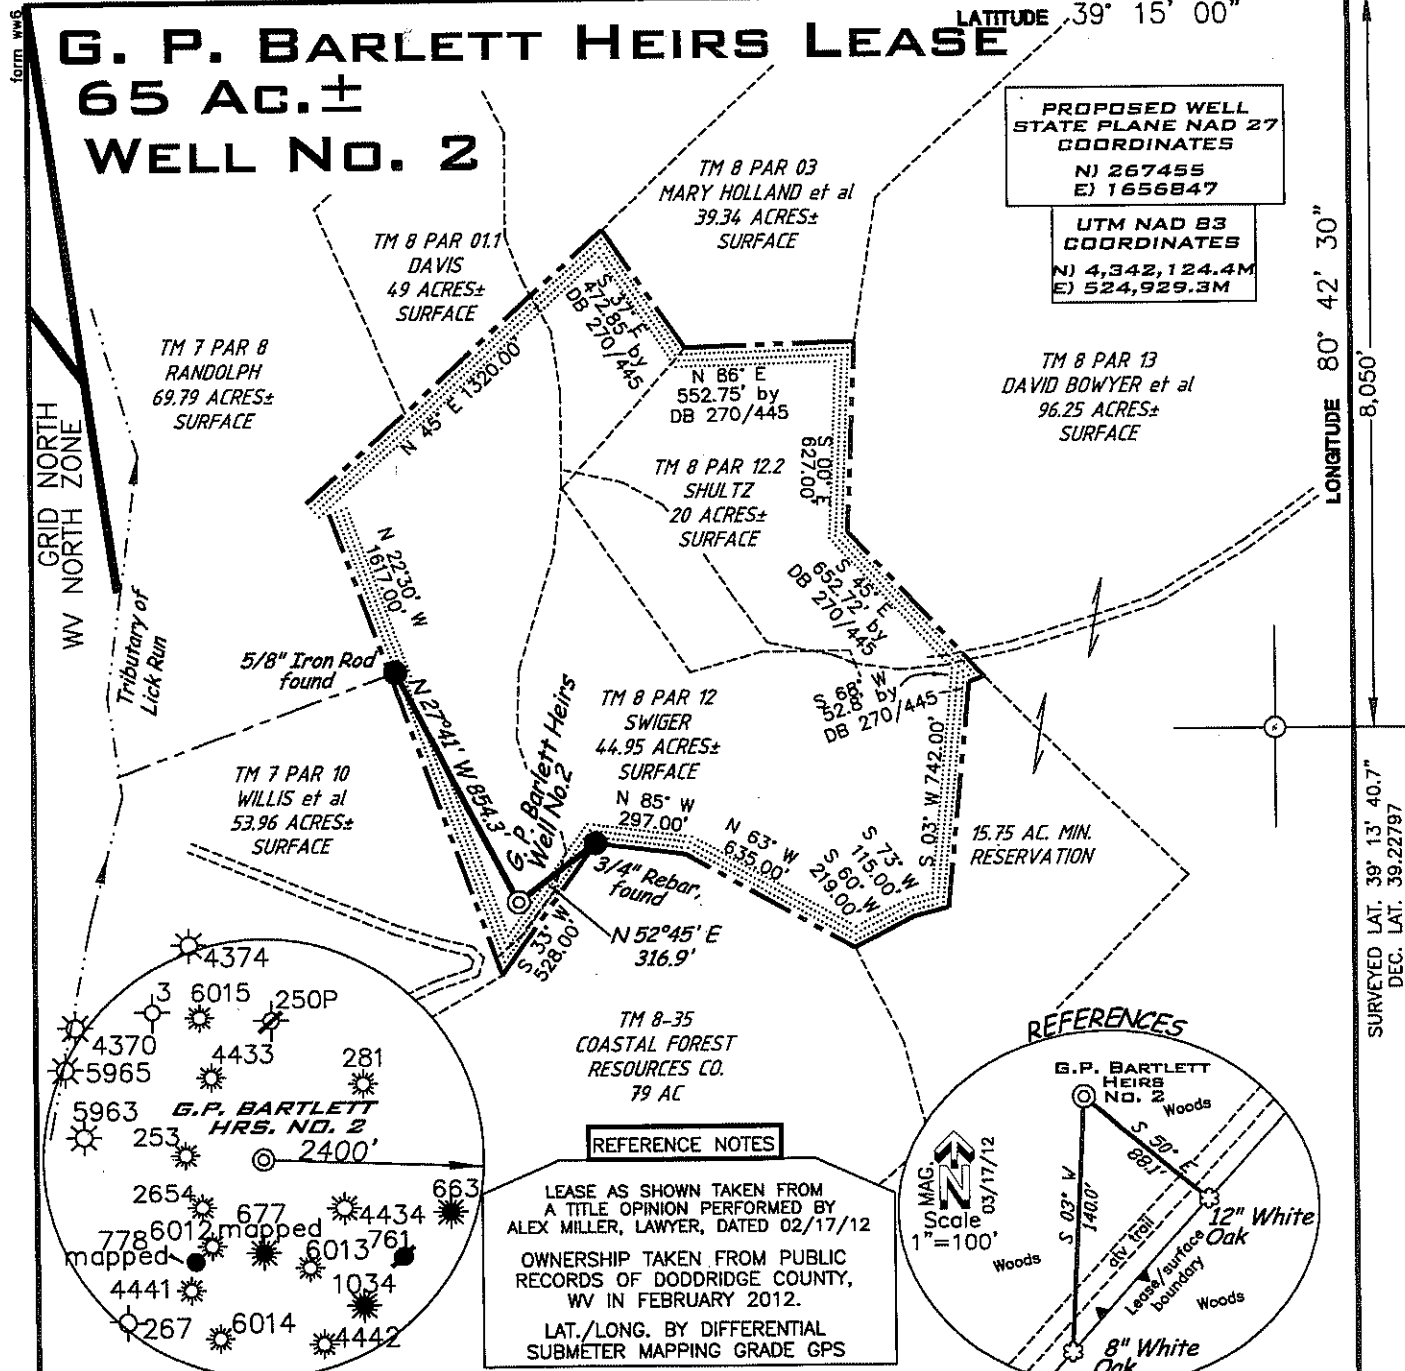 form ww6
G. P. BARLETT HEIRS LEASE
65 AC.±
WELL NO. 2
LATITUDE 39° 15' 00"
PROPOSED WELL
STATE PLANE NAD 27
COORDINATES
N) 267455
E) 1656847
UTM NAD 83
COORDINATES
N) 4,342,124.4M
E) 524,929.3M
LONGITUDE 80° 42' 30"
8,050'
SURVEYED LAT. 39° 13' 40.7"
DEC. LAT. 39.22797
GRID NORTH
WV NORTH ZONE
TM 8 PAR 03
MARY HOLLAND et al
39.34 ACRES±
SURFACE
TM 8 PAR 01.1
DAVIS
49 ACRES±
SURFACE
TM 7 PAR 8
RANDOLPH
69.79 ACRES±
SURFACE
TM 8 PAR 13
DAVID BOWYER et al
96.25 ACRES±
SURFACE
S 37° E
472.85' by
DB 270/445
N 45° E 1320.00'
N 86° E
552.75' by
DB 270/445
S 00° E
627.00'
TM 8 PAR 12.2
SHULTZ
20 ACRES±
SURFACE
N 22°30' W
1617.00'
S 45° E
652.72' by
DB 270/445
Tributary of
Lick Run
5/8" Iron Rod
found
N 27°41' W 854.3'
G. P. Barlett Heirs
Well No.2
TM 8 PAR 12
SWIGER
44.95 ACRES±
SURFACE
S 68° W
52.8' by
DB 270/445
S 03° W 742.00'
TM 7 PAR 10
WILLIS et al
53.96 ACRES±
SURFACE
N 85° W
297.00'
N 63° W
635.00'
S 73° W
115.00'
S 60° W
219.00'
15.75 AC. MIN.
RESERVATION
3/4" Rebar,
found
N 52°45' E
316.9'
S 33° W
528.00'
TM 8-35
COASTAL FOREST
RESOURCES CO.
79 AC
4374
3
6015
250P
4370
4433
281
5965
5963
G.P. BARTLETT
HRS. NO. 2
253
2400'
2654
677
mapped
4434
663
778
mapped
6012
6013
761
4441
1034
267
6014
4442
REFERENCE NOTES
LEASE AS SHOWN TAKEN FROM
A TITLE OPINION PERFORMED BY
ALEX MILLER, LAWYER, DATED 02/17/12
OWNERSHIP TAKEN FROM PUBLIC
RECORDS OF DODDRIDGE COUNTY,
WV IN FEBRUARY 2012.
LAT./LONG. BY DIFFERENTIAL
SUBMETER MAPPING GRADE GPS
REFERENCES
G.P. BARTLETT
HEIRS
NO. 2
Woods
S 50° E
88.1'
MAG.
N
03/17/12
Scale
1"=100'
S 03° W
140.0'
12" White
Oak
atv trail
Woods
Lease/surface
boundary
Woods
8" White
Oak